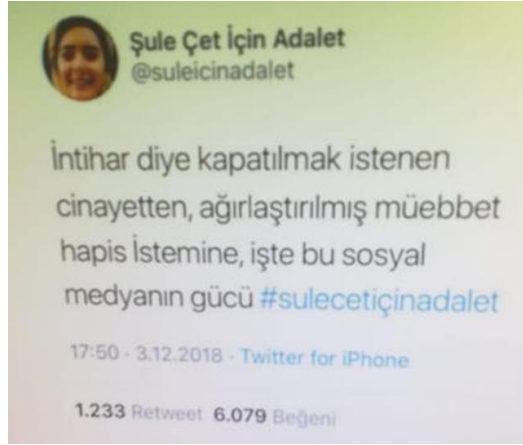 Şule Çet İçin Adalet
@suleicinadalet
İntihar diye kapatılmak istenen
cinayetten, ağırlaştırılmış müebbet
hapis İstemine, işte bu sosyal
medyanın gücü #sulecetiçinadalet
17:50 · 3.12.2018 · Twitter for iPhone
1.233 Retweet 6.079 Beğeni